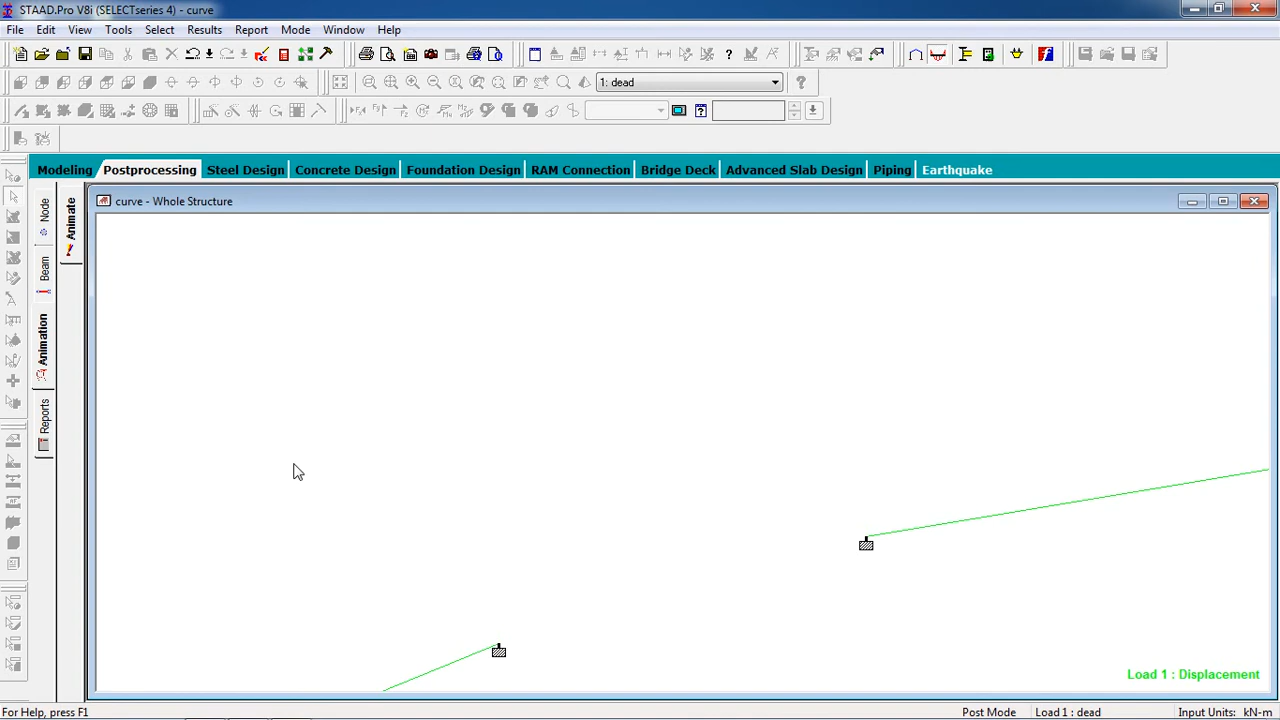 STAAD.Pro V8i (SELECTseries 4) - curve
File Edit View Tools Select Results Report Mode Window Help
1: dead
Modeling Postprocessing Steel Design Concrete Design Foundation Design RAM Connection Bridge Deck Advanced Slab Design Piping Earthquake
Node
Beam
Animation
Reports
Animate
curve - Whole Structure
Load 1 : Displacement
For Help, press F1 Post Mode Load 1 : dead Input Units: kN-m